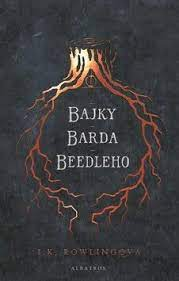 BAJKY
BARDA
BEEDLEHO
J. K. ROWLINGOVÁ
ALBATROS